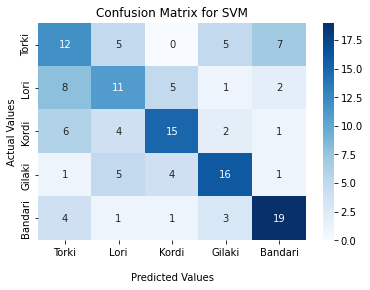 Confusion Matrix for SVM
Actual Values
Torki 12 5 0 5 7
Lori 8 11 5 1 2
Kordi 6 4 15 2 1
Gilaki 1 5 4 16 1
Bandari 4 1 1 3 19
Torki Lori Kordi Gilaki Bandari
Predicted Values
17.5
15.0
12.5
10.0
7.5
5.0
2.5
0.0